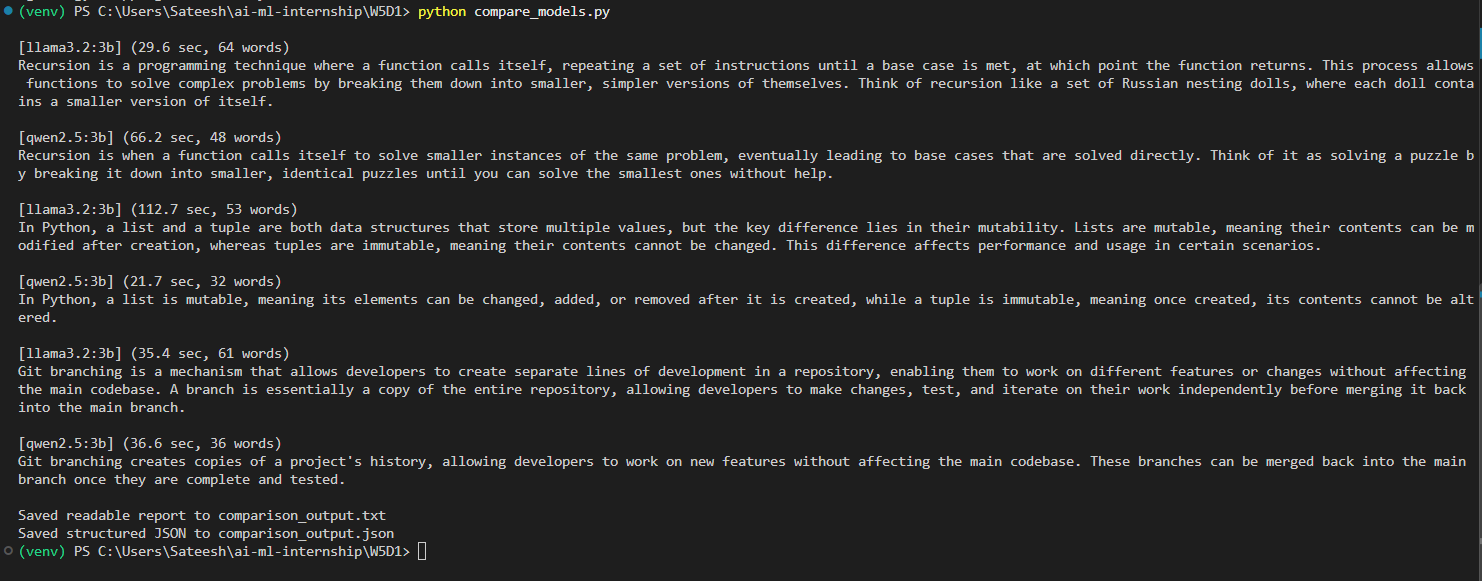 (venv) PS C:\Users\Sateesh\ai-ml-internship\W5D1> python compare_models.py
[llama3.2:3b] (29.6 sec, 64 words)
Recursion is a programming technique where a function calls itself, repeating a set of instructions until a base case is met, at which point the function returns. This process allows
functions to solve complex problems by breaking them down into smaller, simpler versions of themselves. Think of recursion like a set of Russian nesting dolls, where each doll conta
ins a smaller version of itself.
[qwen2.5:3b] (66.2 sec, 48 words)
Recursion is when a function calls itself to solve smaller instances of the same problem, eventually leading to base cases that are solved directly. Think of it as solving a puzzle b
y breaking it down into smaller, identical puzzles until you can solve the smallest ones without help.
[llama3.2:3b] (112.7 sec, 53 words)
In Python, a list and a tuple are both data structures that store multiple values, but the key difference lies in their mutability. Lists are mutable, meaning their contents can be m
odified after creation, whereas tuples are immutable, meaning their contents cannot be changed. This difference affects performance and usage in certain scenarios.
[qwen2.5:3b] (21.7 sec, 32 words)
In Python, a list is mutable, meaning its elements can be changed, added, or removed after it is created, while a tuple is immutable, meaning once created, its contents cannot be alt
ered.
[llama3.2:3b] (35.4 sec, 61 words)
Git branching is a mechanism that allows developers to create separate lines of development in a repository, enabling them to work on different features or changes without affecting
the main codebase. A branch is essentially a copy of the entire repository, allowing developers to make changes, test, and iterate on their work independently before merging it back
into the main branch.
[qwen2.5:3b] (36.6 sec, 36 words)
Git branching creates copies of a project's history, allowing developers to work on new features without affecting the main codebase. These branches can be merged back into the main
branch once they are complete and tested.
Saved readable report to comparison_output.txt
Saved structured JSON to comparison_output.json
(venv) PS C:\Users\Sateesh\ai-ml-internship\W5D1>